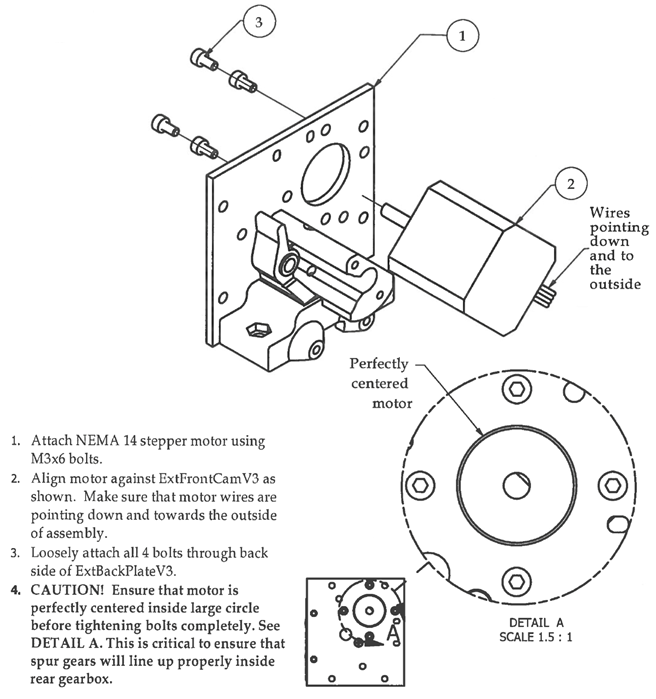 3
1
2
Wires
pointing
down
and to
the
outside
Perfectly
centered
motor
1. Attach NEMA 14 stepper motor using
M3x6 bolts.
2. Align motor against ExtFrontCamV3 as
shown. Make sure that motor wires are
pointing down and towards the outside
of assembly.
3. Loosely attach all 4 bolts through back
side of ExtBackPlateV3.
4. CAUTION! Ensure that motor is
perfectly centered inside large circle
before tightening bolts completely. See
DETAIL A. This is critical to ensure that
spur gears will line up properly inside
rear gearbox.
A
DETAIL A
SCALE 1.5 : 1